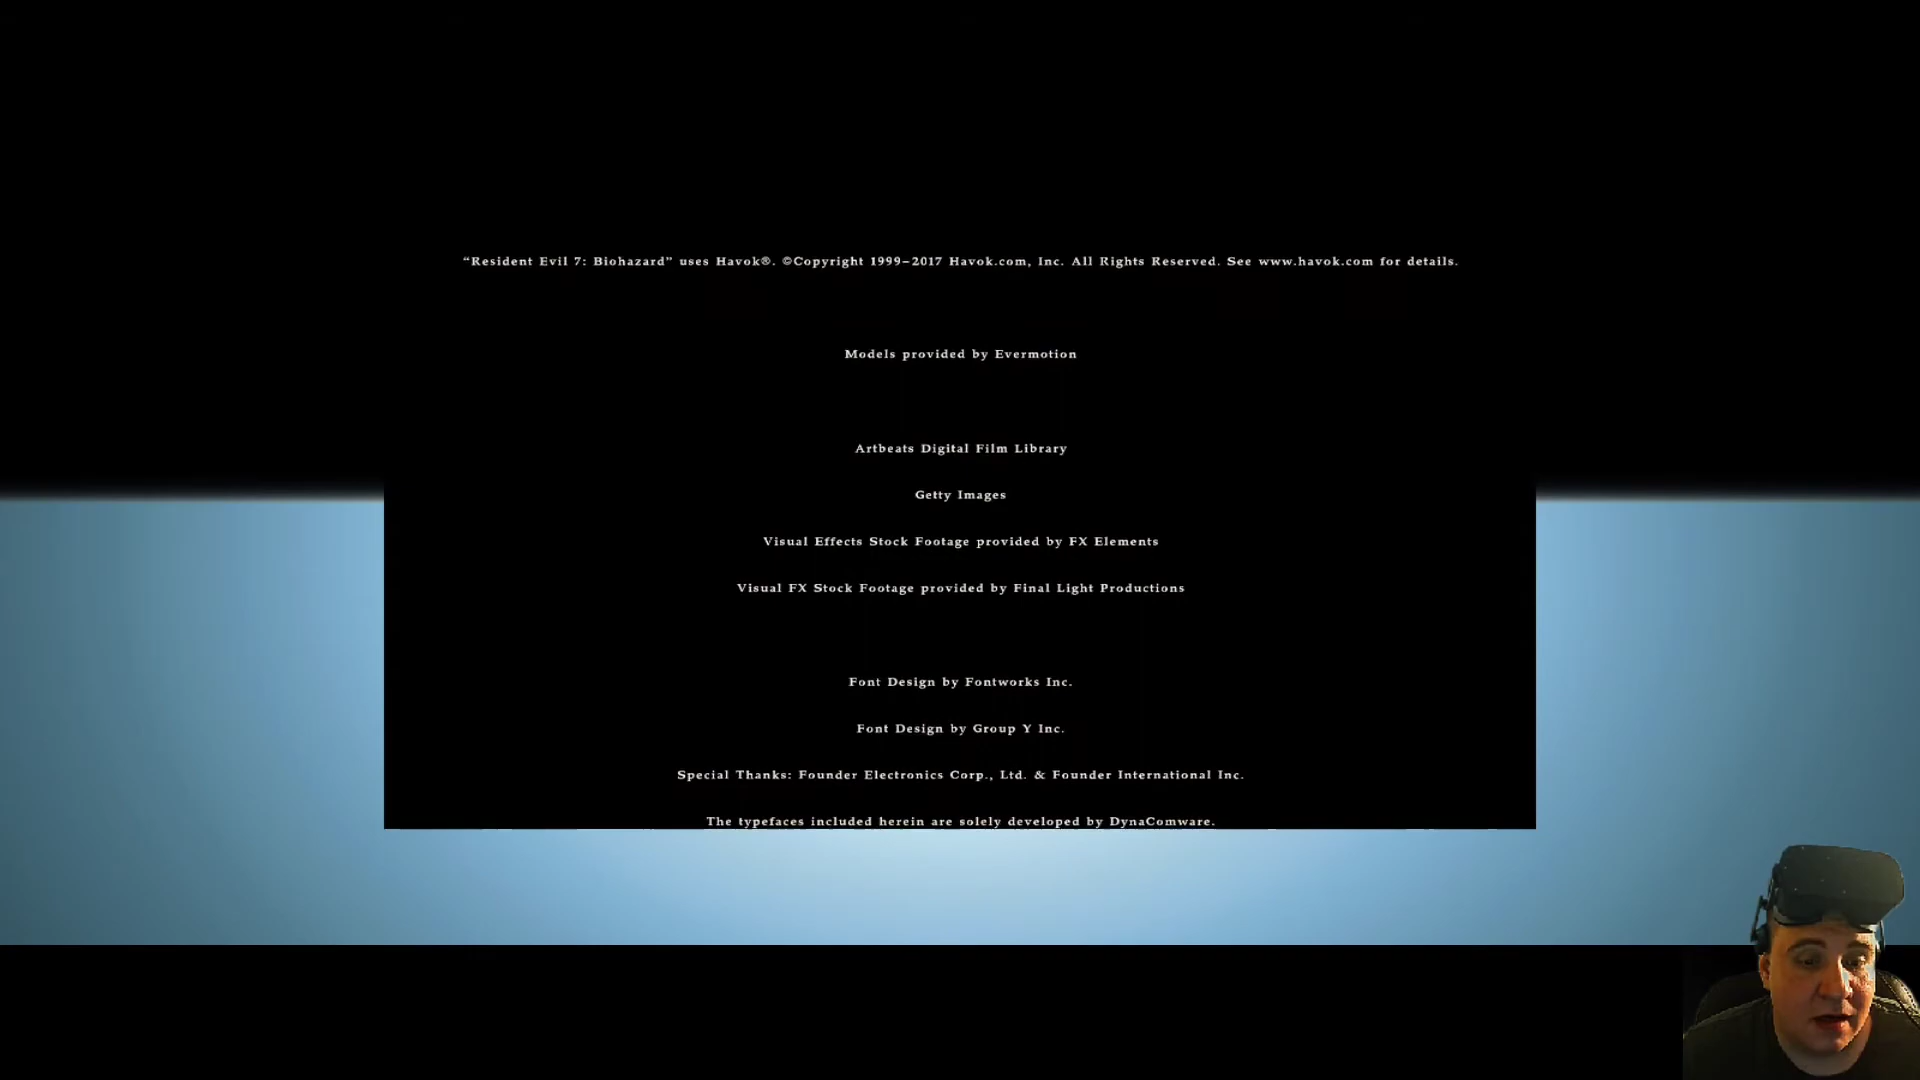 “Resident Evil 7: Biohazard” uses Havok®. ©Copyright 1999–2017 Havok.com, Inc. All Rights Reserved. See www.havok.com for details.
Models provided by Evermotion
Artbeats Digital Film Library
Getty Images
Visual Effects Stock Footage provided by FX Elements
Visual FX Stock Footage provided by Final Light Productions
Font Design by Fontworks Inc.
Font Design by Group Y Inc.
Special Thanks: Founder Electronics Corp., Ltd. & Founder International Inc.
The typefaces included herein are solely developed by DynaComware.